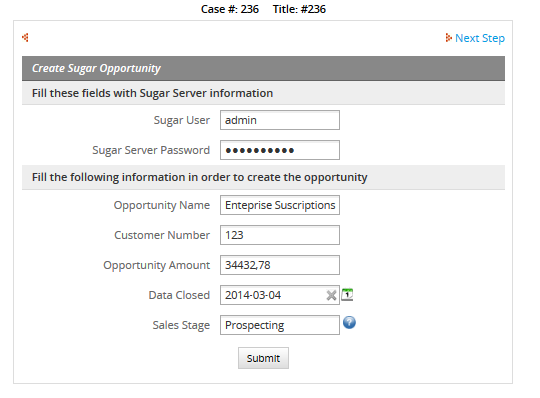 Case #: 236 Title: #236
Next Step
Create Sugar Opportunity
Fill these fields with Sugar Server information
Sugar User admin
Sugar Server Password ●●●●●●●●●●
Fill the following information in order to create the opportunity
Opportunity Name Enteprise Suscriptions
Customer Number 123
Opportunity Amount 34432,78
Data Closed 2014-03-04
Sales Stage Prospecting
Submit